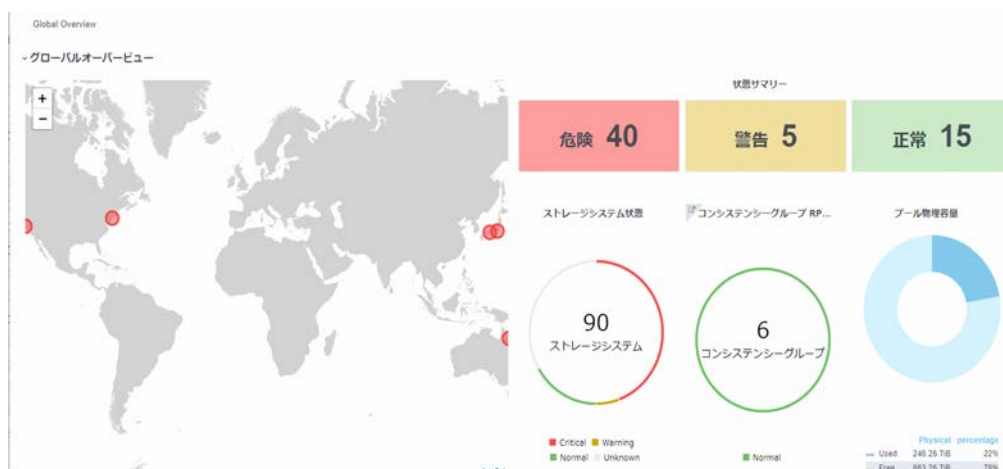 Global Overview
グローバルオーバービュー
+
−
状態サマリー
危険 40
警告 5
正常 15
ストレージシステム状態
コンシステンシーグループ RP...
プール物理容量
90
ストレージシステム
6
コンシステンシーグループ
Critical Warning
Normal Unknown
Normal
Physical percentage
Used 246.26 TiB 22%
Free 863.26 TiB 78%